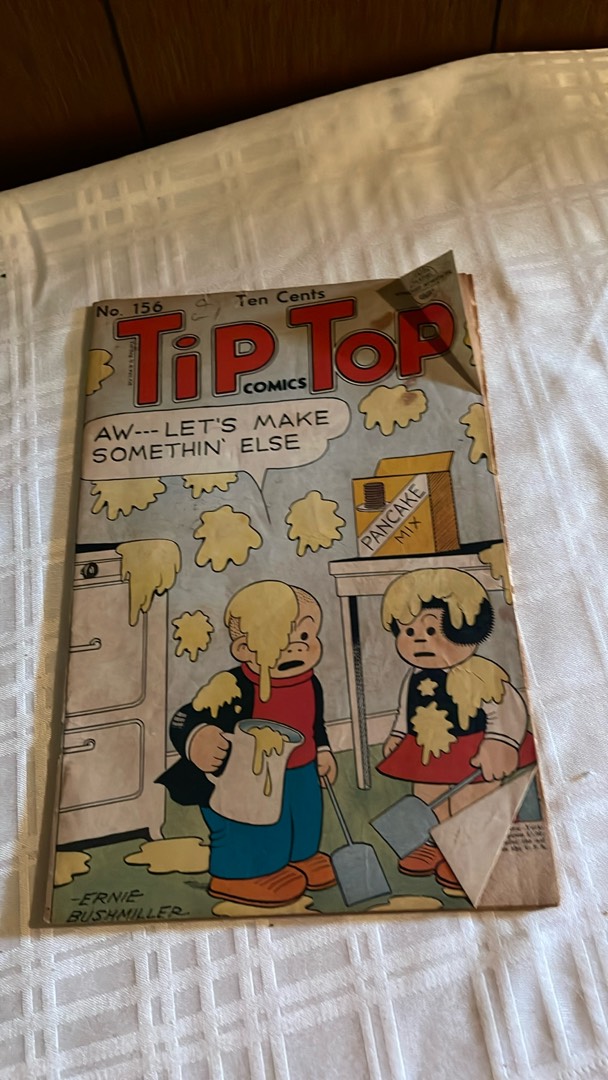 No. 156
Ten Cents
TIP TOP
COMICS
AW---LET'S MAKE
SOMETHIN' ELSE
PANCAKE
MIX
-ERNIE
BUSHMILLER-